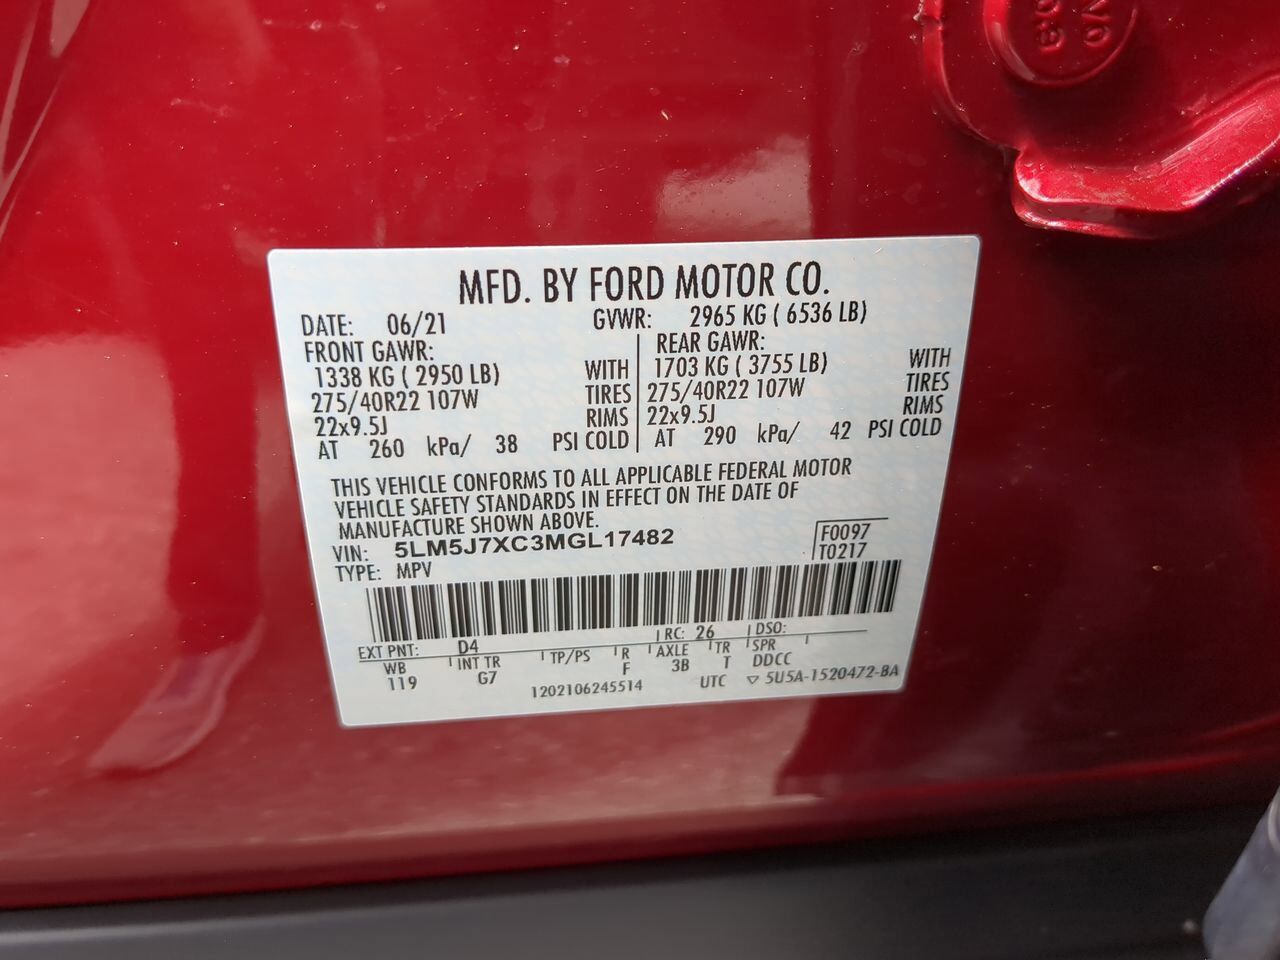 MFD. BY FORD MOTOR CO.
DATE: 06/21 GVWR: 2965 KG ( 6536 LB)
FRONT GAWR: REAR GAWR:
1338 KG ( 2950 LB) WITH 1703 KG ( 3755 LB) WITH
275/40R22 107W TIRES 275/40R22 107W TIRES
22x9.5J RIMS 22x9.5J RIMS
AT 260 kPa/ 38 PSI COLD AT 290 kPa/ 42 PSI COLD
THIS VEHICLE CONFORMS TO ALL APPLICABLE FEDERAL MOTOR
VEHICLE SAFETY STANDARDS IN EFFECT ON THE DATE OF
MANUFACTURE SHOWN ABOVE.
VIN: 5LM5J7XC3MGL17482 F0097
TYPE: MPV T0217
EXT PNT: D4 RC: 26 DSO:
WB INT TR TP/PS R AXLE TR SPR
119 G7 F 3B T DDCC
1202106245514 UTC ▽ 5U5A-1520472-BA